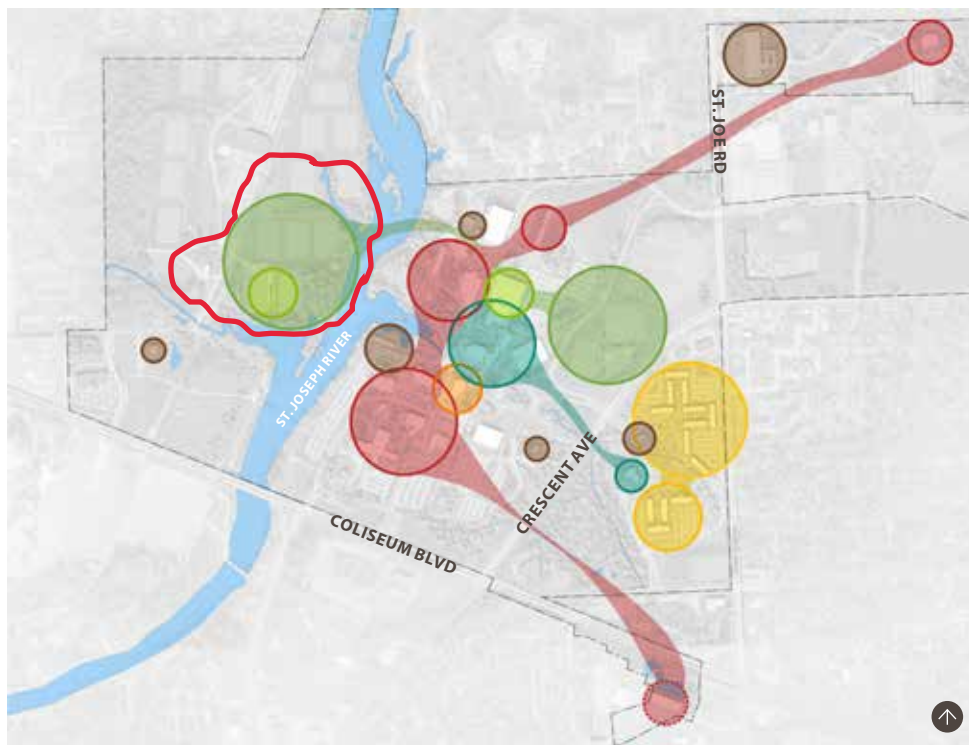 ST. JOE RD
ST. JOSEPH RIVER
CRESCENT AVE
COLISEUM BLVD